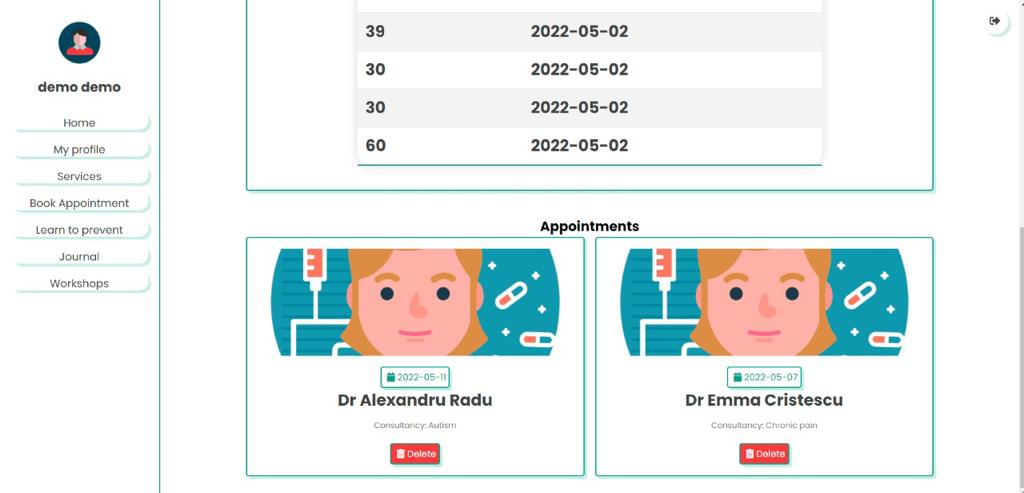 demo demo
Home
My profile
Services
Book Appointment
Learn to prevent
Journal
Workshops
39 2022-05-02
30 2022-05-02
30 2022-05-02
60 2022-05-02
Appointments
2022-05-11
Dr Alexandru Radu
Consultancy: Autism
Delete
2022-05-07
Dr Emma Cristescu
Consultancy: Chronic pain
Delete